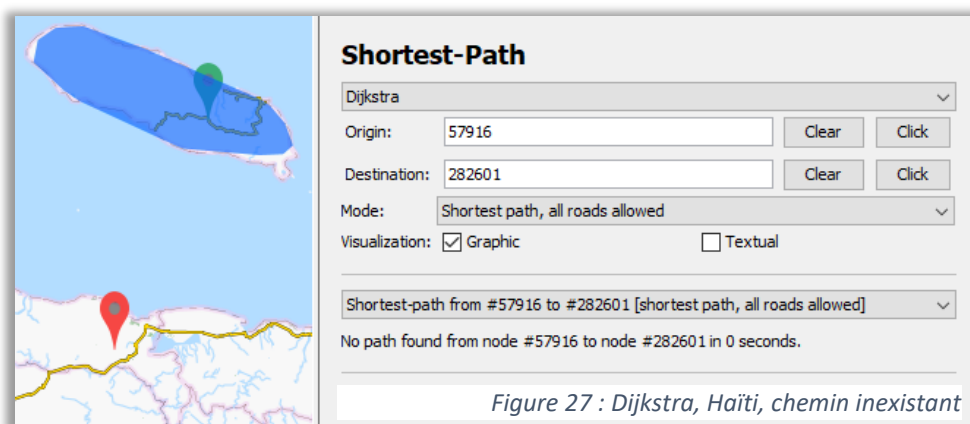 Shortest-Path
Dijkstra
Origin: 57916 Clear Click
Destination: 282601 Clear Click
Mode: Shortest path, all roads allowed
Visualization: Graphic Textual
Shortest-path from #57916 to #282601 [shortest path, all roads allowed]
No path found from node #57916 to node #282601 in 0 seconds.
Figure 27 : Dijkstra, Haïti, chemin inexistant